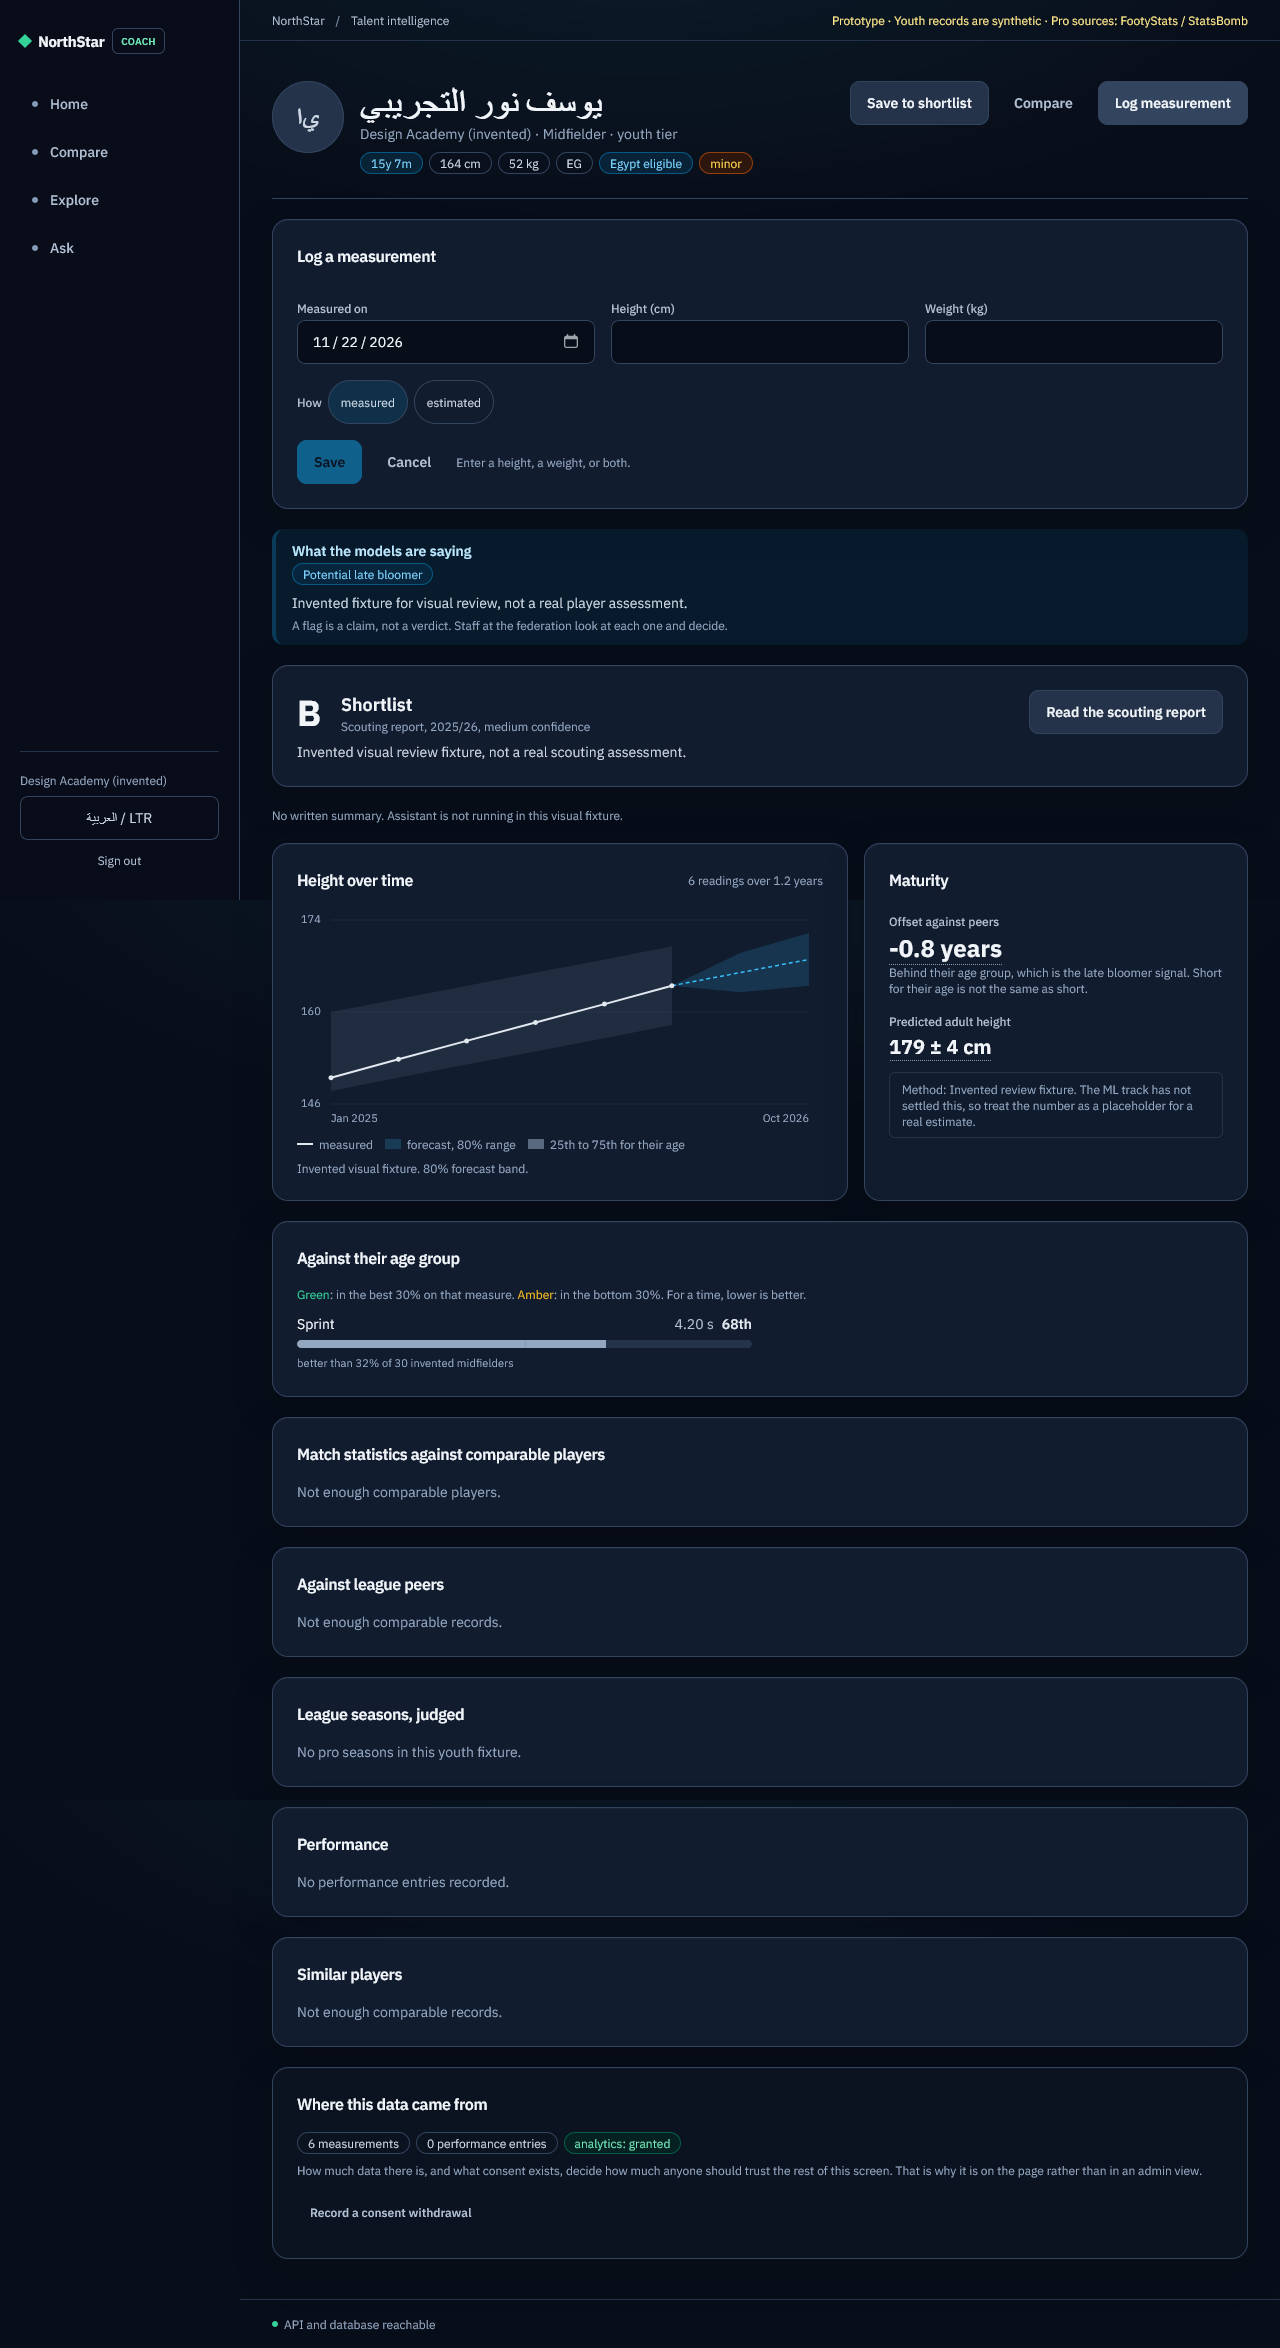 NorthStar COACH
Home
Compare
Explore
Ask
Design Academy (invented)
العربية / LTR
Sign out
NorthStar / Talent intelligence
Prototype · Youth records are synthetic · Pro sources: FootyStats / StatsBomb
يا
يوسف نور التجريبي
Design Academy (invented) · Midfielder · youth tier
15y 7m 164 cm 52 kg EG Egypt eligible minor
Save to shortlist Compare Log measurement
Log a measurement
Measured on Height (cm) Weight (kg)
11 / 22 / 2026
How measured estimated
Save Cancel Enter a height, a weight, or both.
What the models are saying
Potential late bloomer
Invented fixture for visual review, not a real player assessment.
A flag is a claim, not a verdict. Staff at the federation look at each one and decide.
B Shortlist
Scouting report, 2025/26, medium confidence
Read the scouting report
Invented visual review fixture, not a real scouting assessment.
No written summary. Assistant is not running in this visual fixture.
Height over time 6 readings over 1.2 years
174
160
146
Jan 2025 Oct 2026
measured forecast, 80% range 25th to 75th for their age
Invented visual fixture. 80% forecast band.
Maturity
Offset against peers
-0.8 years
Behind their age group, which is the late bloomer signal. Short
for their age is not the same as short.
Predicted adult height
179 ± 4 cm
Method: Invented review fixture. The ML track has not
settled this, so treat the number as a placeholder for a
real estimate.
Against their age group
Green: in the best 30% on that measure. Amber: in the bottom 30%. For a time, lower is better.
Sprint 4.20 s 68th
better than 32% of 30 invented midfielders
Match statistics against comparable players
Not enough comparable players.
Against league peers
Not enough comparable records.
League seasons, judged
No pro seasons in this youth fixture.
Performance
No performance entries recorded.
Similar players
Not enough comparable records.
Where this data came from
6 measurements 0 performance entries analytics: granted
How much data there is, and what consent exists, decide how much anyone should trust the rest of this screen. That is why it is on the page rather than in an admin view.
Record a consent withdrawal
API and database reachable